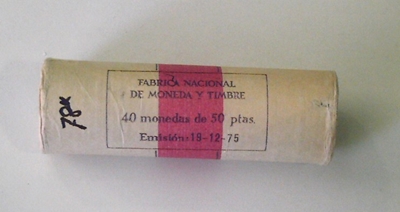 FABRICA NACIONAL
DE MONEDA Y TIMBRE
40 monedas de 50 ptas.
Emisión: 18-12-75